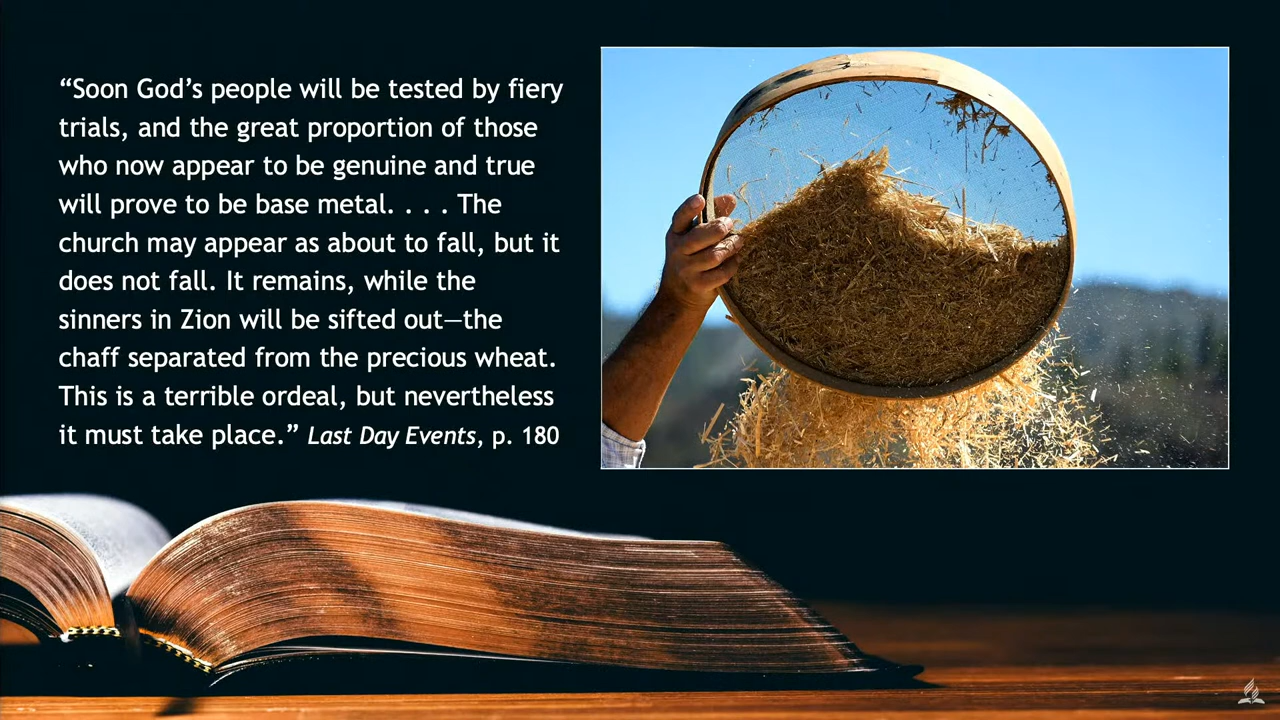 “Soon God’s people will be tested by fiery
trials, and the great proportion of those
who now appear to be genuine and true
will prove to be base metal. . . . The
church may appear as about to fall, but it
does not fall. It remains, while the
sinners in Zion will be sifted out—the
chaff separated from the precious wheat.
This is a terrible ordeal, but nevertheless
it must take place.” Last Day Events, p. 180